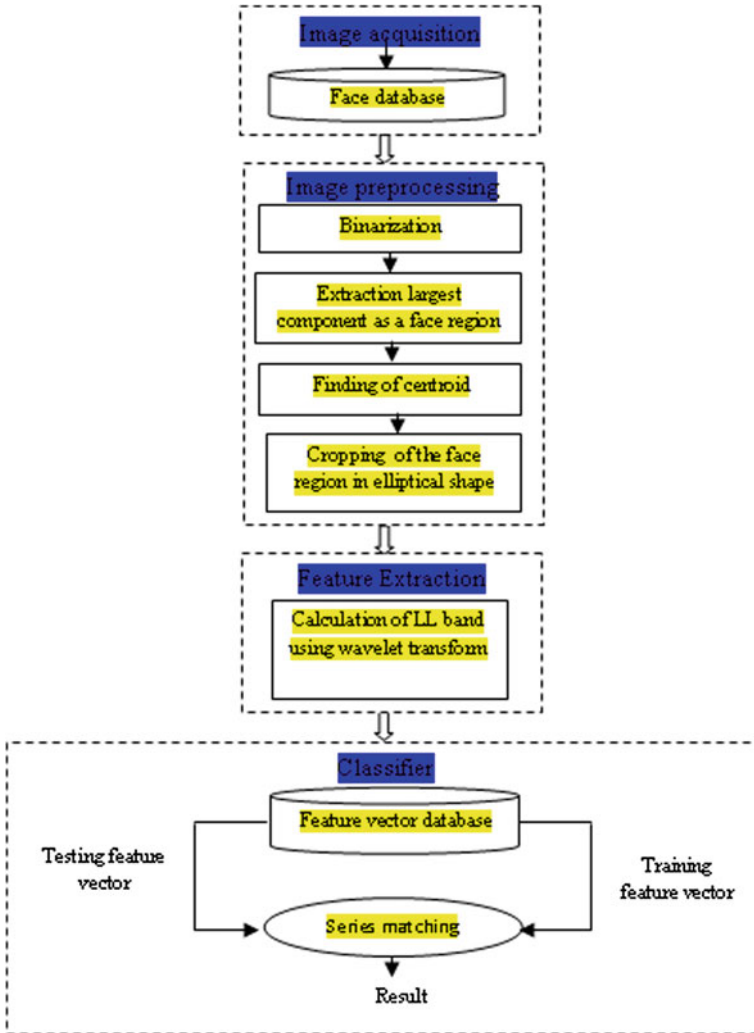 Image acquisition
Face database
Image preprocessing
Binarization
Extraction largest
component as a face region
Finding of centroid
Cropping of the face
region in elliptical shape
Feature Extraction
Calculation of LL band
using wavelet transform
Classifier
Feature vector database
Testing feature
vector
Training
feature vector
Series matching
Result